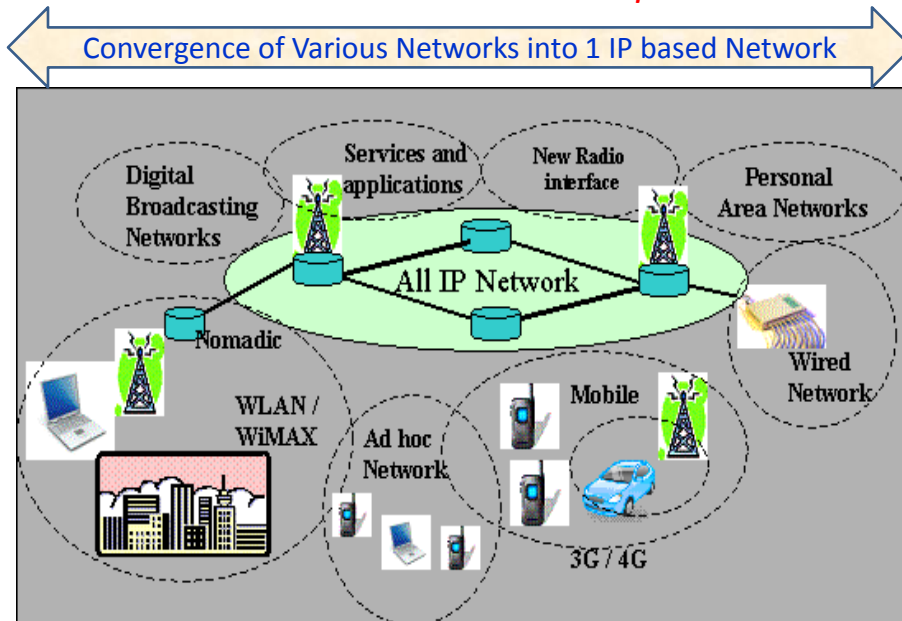 Convergence of Various Networks into 1 IP based Network
Digital
Broadcasting
Networks
Services and
applications
New Radio
interface
Personal
Area Networks
All IP Network
Nomadic
WLAN /
WiMAX
Ad hoc
Network
Mobile
3G / 4G
Wired
Network